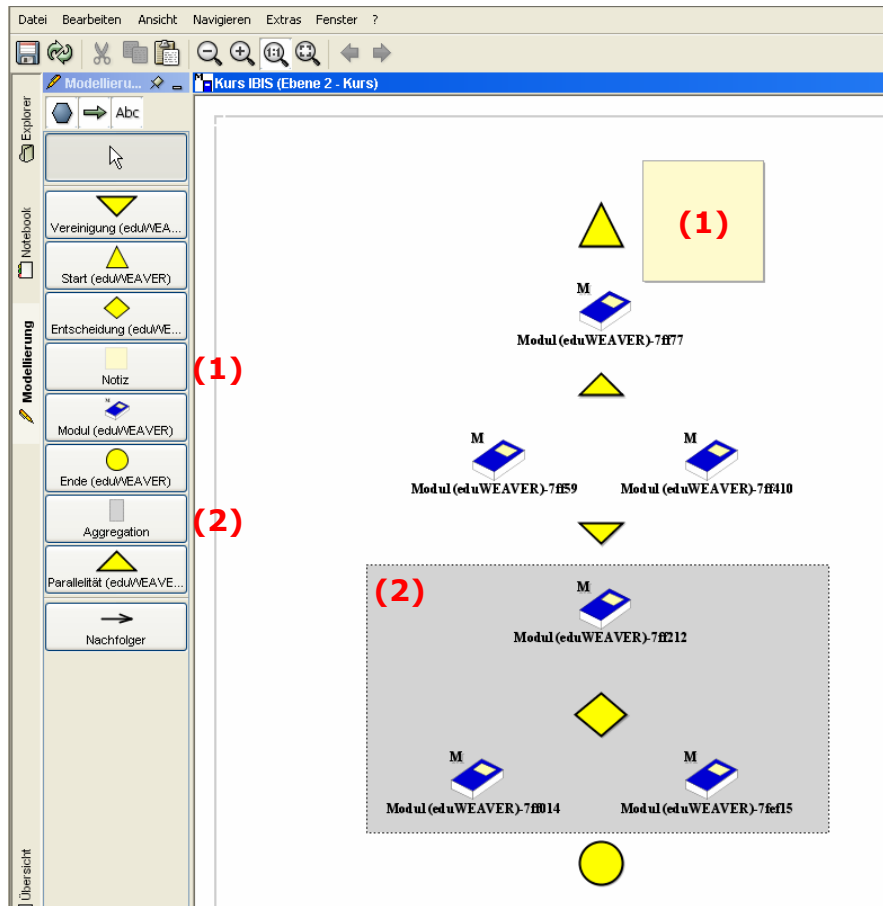 Datei Bearbeiten Ansicht Navigieren Extras Fenster ?
1:1
Modellieru...
Kurs IBIS (Ebene 2 - Kurs)
Abc
Explorer
Notebook
Modellierung
Übersicht
Vereinigung (eduWEA...
Start (eduWEAVER)
Entscheidung (eduWE...
Notiz
(1)
M
Modul (eduWEAVER)
Ende (eduWEAVER)
(2)
Aggregation
Parallelität (eduWEAVE...
Nachfolger
(1)
M
Modul (eduWEAVER)-7ff77
M
Modul (eduWEAVER)-7ff59
M
Modul (eduWEAVER)-7ff410
(2)
M
Modul (eduWEAVER)-7ff212
M
Modul (eduWEAVER)-7ff014
M
Modul (eduWEAVER)-7fef15